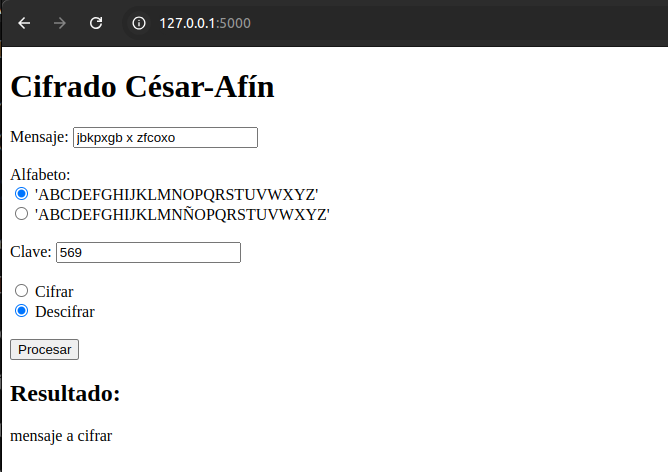 127.0.0.1:5000
Cifrado César-Afín
Mensaje: jbkpxgb x zfcoxo
Alfabeto:
'ABCDEFGHIJKLMNOPQRSTUVWXYZ'
'ABCDEFGHIJKLMNÑOPQRSTUVWXYZ'
Clave: 569
Cifrar
Descifrar
Procesar
Resultado:
mensaje a cifrar